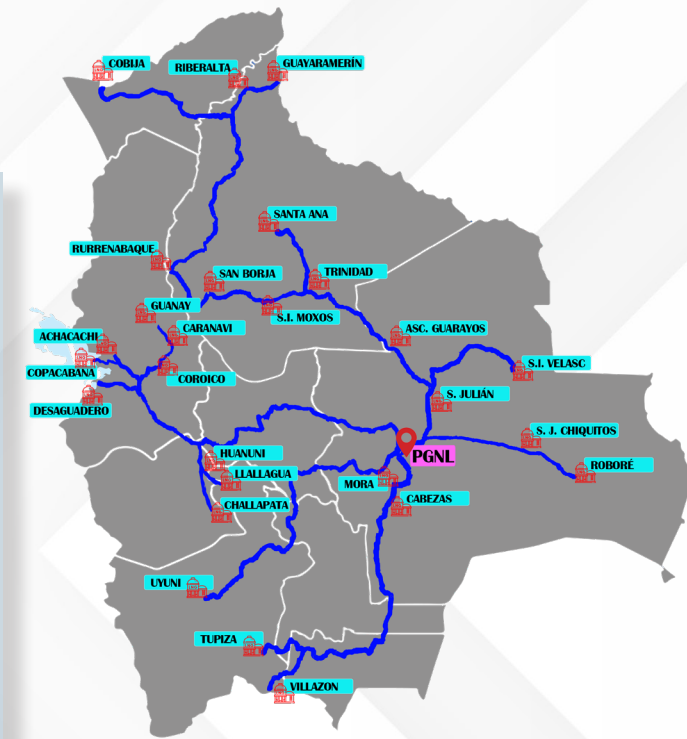 COBIJA
RIBERALTA
GUAYARAMERÍN
SANTA ANA
RURRENABAQUE
SAN BORJA
TRINIDAD
GUANAY
S.I. MOXOS
CARANAVI
ASC. GUARAYOS
ACHACACHI
S.I. VELASC
COPACABANA
COROICO
S. JULIÁN
DESAGUADERO
S. J. CHIQUITOS
HUANUNI
PGNL
ROBORÉ
LLALLAGUA
MORA
CABEZAS
CHALLAPATA
UYUNI
TUPIZA
VILLAZON